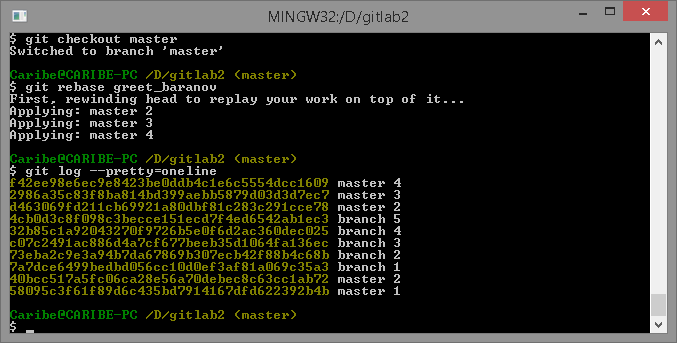 MINGW32:/D/gitlab2
$ git checkout master
Switched to branch 'master'
Caribe@CARIBE-PC /D/gitlab2 (master)
$ git rebase greet_baranov
First, rewinding head to replay your work on top of it...
Applying: master 2
Applying: master 3
Applying: master 4
Caribe@CARIBE-PC /D/gitlab2 (master)
$ git log --pretty=oneline
f42ee98e6ec9e8423be0ddb4c1e6c5554dcc1609 master 4
2986a35c83f8ba814bd399aebb5879d03d3d7ec7 master 3
d463069fd211cb69921a80dbf81c283c291cce78 master 2
4cb0d3c8f098c3becce151ecd7f4ed6542ab1ec3 branch 5
32b85c1a92043270f9726b5e0f6d2ac360dec025 branch 4
c07c2491ac886d4a7cf677beeb35d1064fa136ec branch 3
73eba2c9e3a94b7da67869b307ecb42f88b4c68b branch 2
7a7dce6499bedbd056cc10d0ef3af81a069c35a3 branch 1
40bcc517a5fc06ca28e56a70debec8c63cc1ab72 master 2
58095c3f61f89d6c435bd7914167dfd622392b4b master 1
Caribe@CARIBE-PC /D/gitlab2 (master)
$